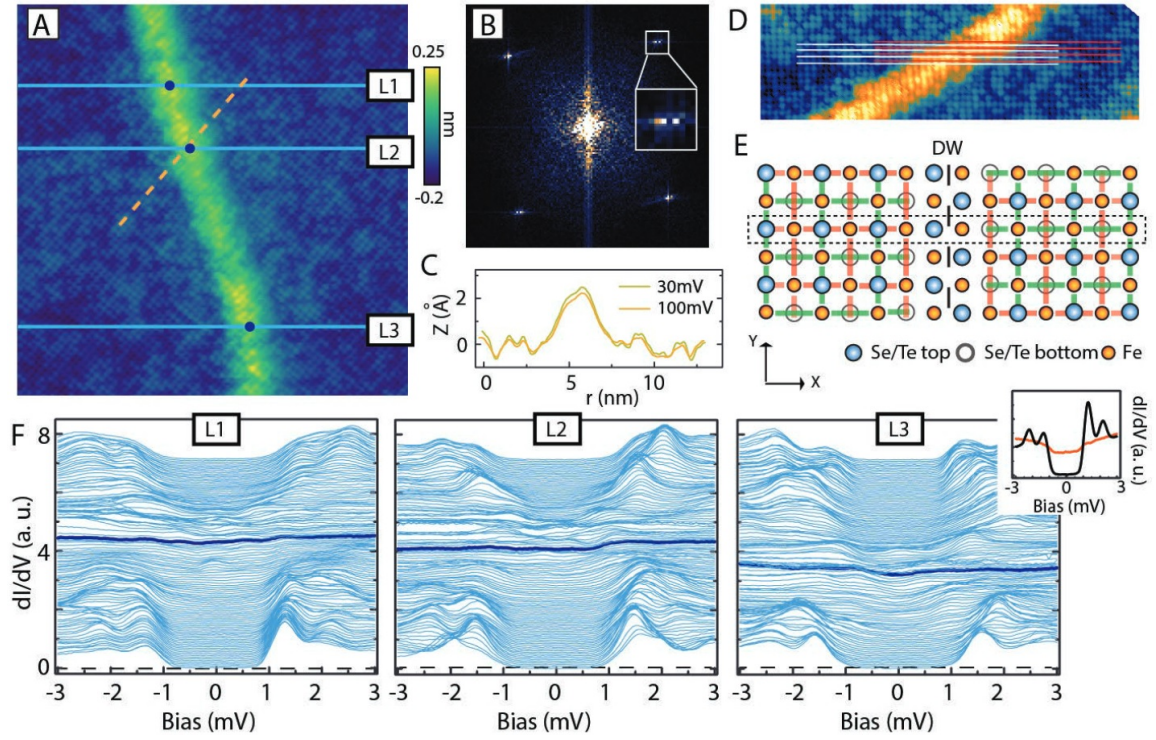 A
0.25
nm
-0.2
L1
L2
L3
B
C
Z (Å)
2
0
30mV
100mV
0
5
10
r (nm)
D
E
DW
Y
X
Se/Te top
Se/Te bottom
Fe
F
L1
L2
L3
dI/dV (a. u.)
8
4
0
-3 -2 -1 0 1 2 3
Bias (mV)
-3 -2 -1 0 1 2 3
Bias (mV)
-3 -2 -1 0 1 2 3
Bias (mV)
dI/dV (a. u.)
-3 0 3
Bias (mV)